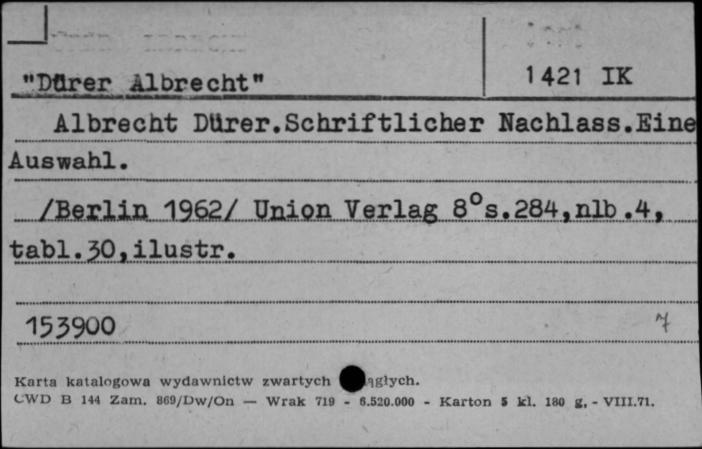 "Dürer Albrecht"
1421 IK
Albrecht Dürer.Schriftlicher Nachlass.Eine
Auswahl.
/Berlin 1962/ Union Verlag 8°s.284,nlb.4,
tabl.30,ilustr.
153900
7
Karta katalogowa wydawnictw zwartych
CWD B 144 Zam. 869/Dw/On — Wrak 719 - 6.520.000 - Karton 5 kl. 180 g, - VIII.71.